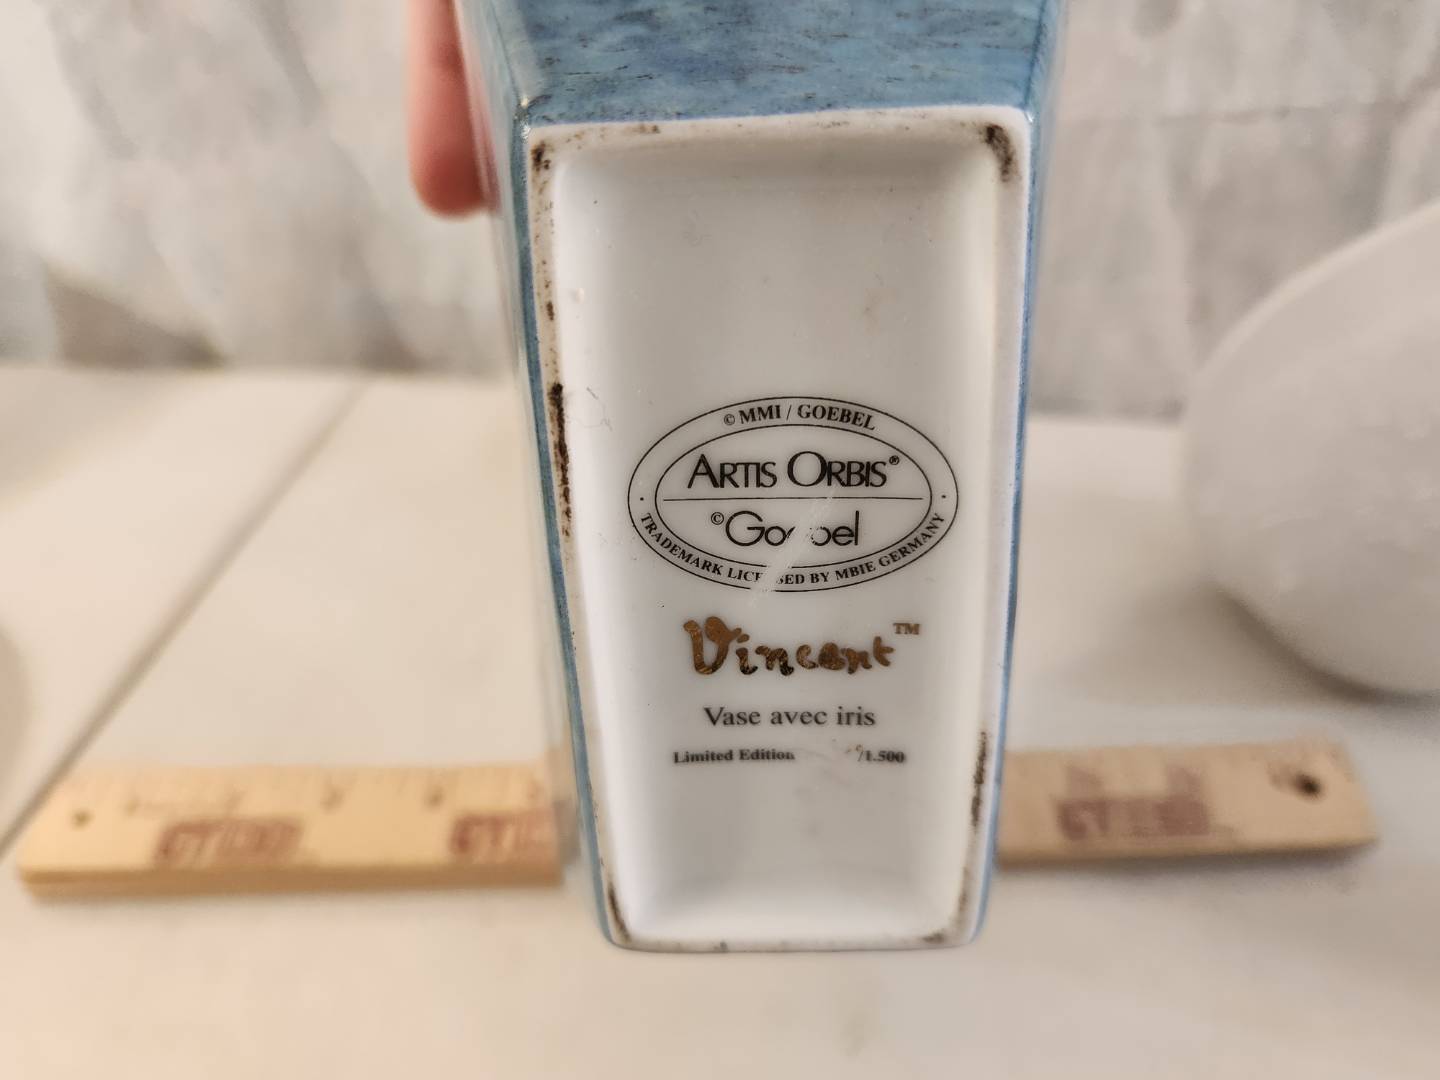 © MMI / GOEBEL
ARTIS ORBIS®
© Goebel
· TRADEMARK LICENSED BY MBIE GERMANY ·
Vincent™
Vase avec iris
Limited Edition /1.500